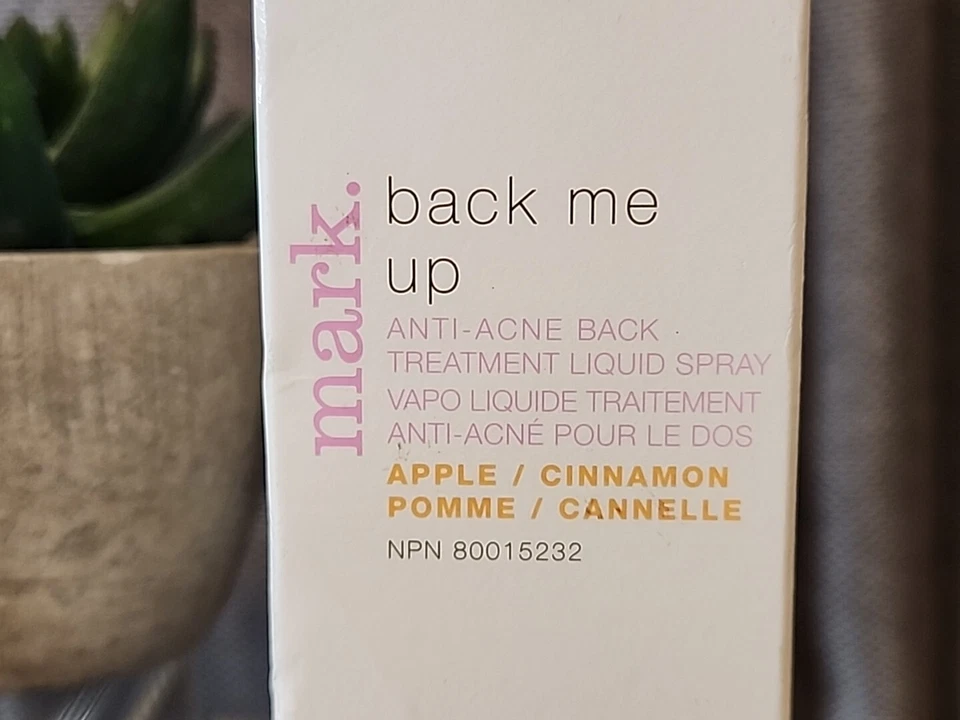 mark.
back me
up
ANTI-ACNE BACK
TREATMENT LIQUID SPRAY
VAPO LIQUIDE TRAITEMENT
ANTI-ACNÉ POUR LE DOS
APPLE / CINNAMON
POMME / CANNELLE
NPN 80015232